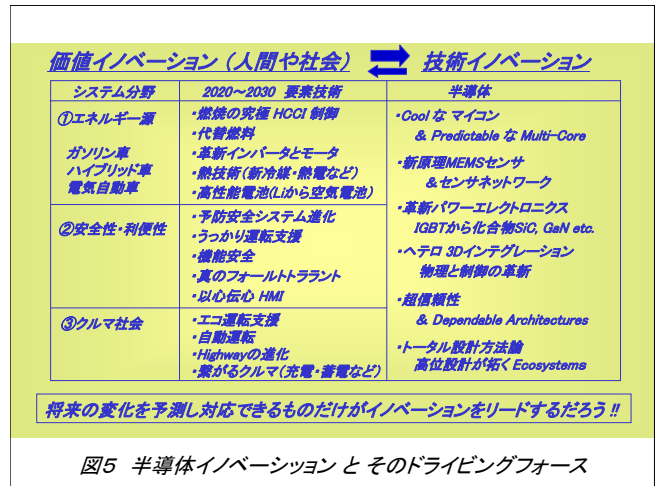 価値イノベーション（人間や社会） 技術イノベーション
システム分野 2020～2030 要素技術 半導体
①エネルギー源
ガソリン車
ハイブリッド車
電気自動車
・燃焼の究極 HCCI 制御
・代替燃料
・革新インバータとモータ
・熱技術（新冷媒・熱電など）
・高性能電池（Liから空気電池）
②安全性・利便性
・予防安全システム進化
・うっかり運転支援
・機能安全
・真のフォールトトララント
・以心伝心 HMI
③クルマ社会
・エコ運転支援
・自動運転
・Highwayの進化
・繋がるクルマ（充電・蓄電など）
・Cool な マイコン
& Predictable な Multi-Core
・新原理MEMSセンサ
&センサネットワーク
・革新パワーエレクトロニクス
IGBTから化合物SiC, GaN etc.
・ヘテロ 3Dインテグレーション
物理と制御の革新
・超信頼性
& Dependable Architectures
・トータル設計方法論
高位設計が拓くEcosystems
将来の変化を予測し対応できるものだけがイノベーションをリードするだろう!!
図5 半導体イノベーシッョン と そのドライビングフォース